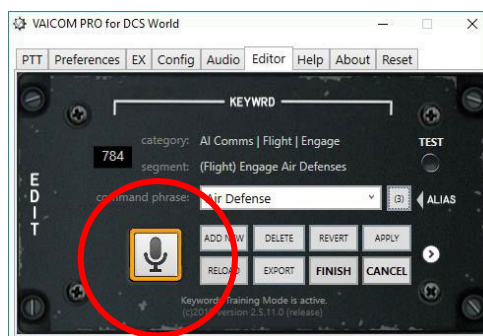 VAICOM PRO for DCS World
PTT Preferences EX Config Audio Editor Help About Reset
KEYWRD
category: AI Comms | Flight | Engage
TEST
784
segment: (Flight) Engage Air Defenses
EDIT
command phrase: Air Defense (3) ALIAS
ADD NEW DELETE REVERT APPLY
RELOAD EXPORT FINISH CANCEL
Keywords Training Mode is active.
version 2.5.11.0 (release)